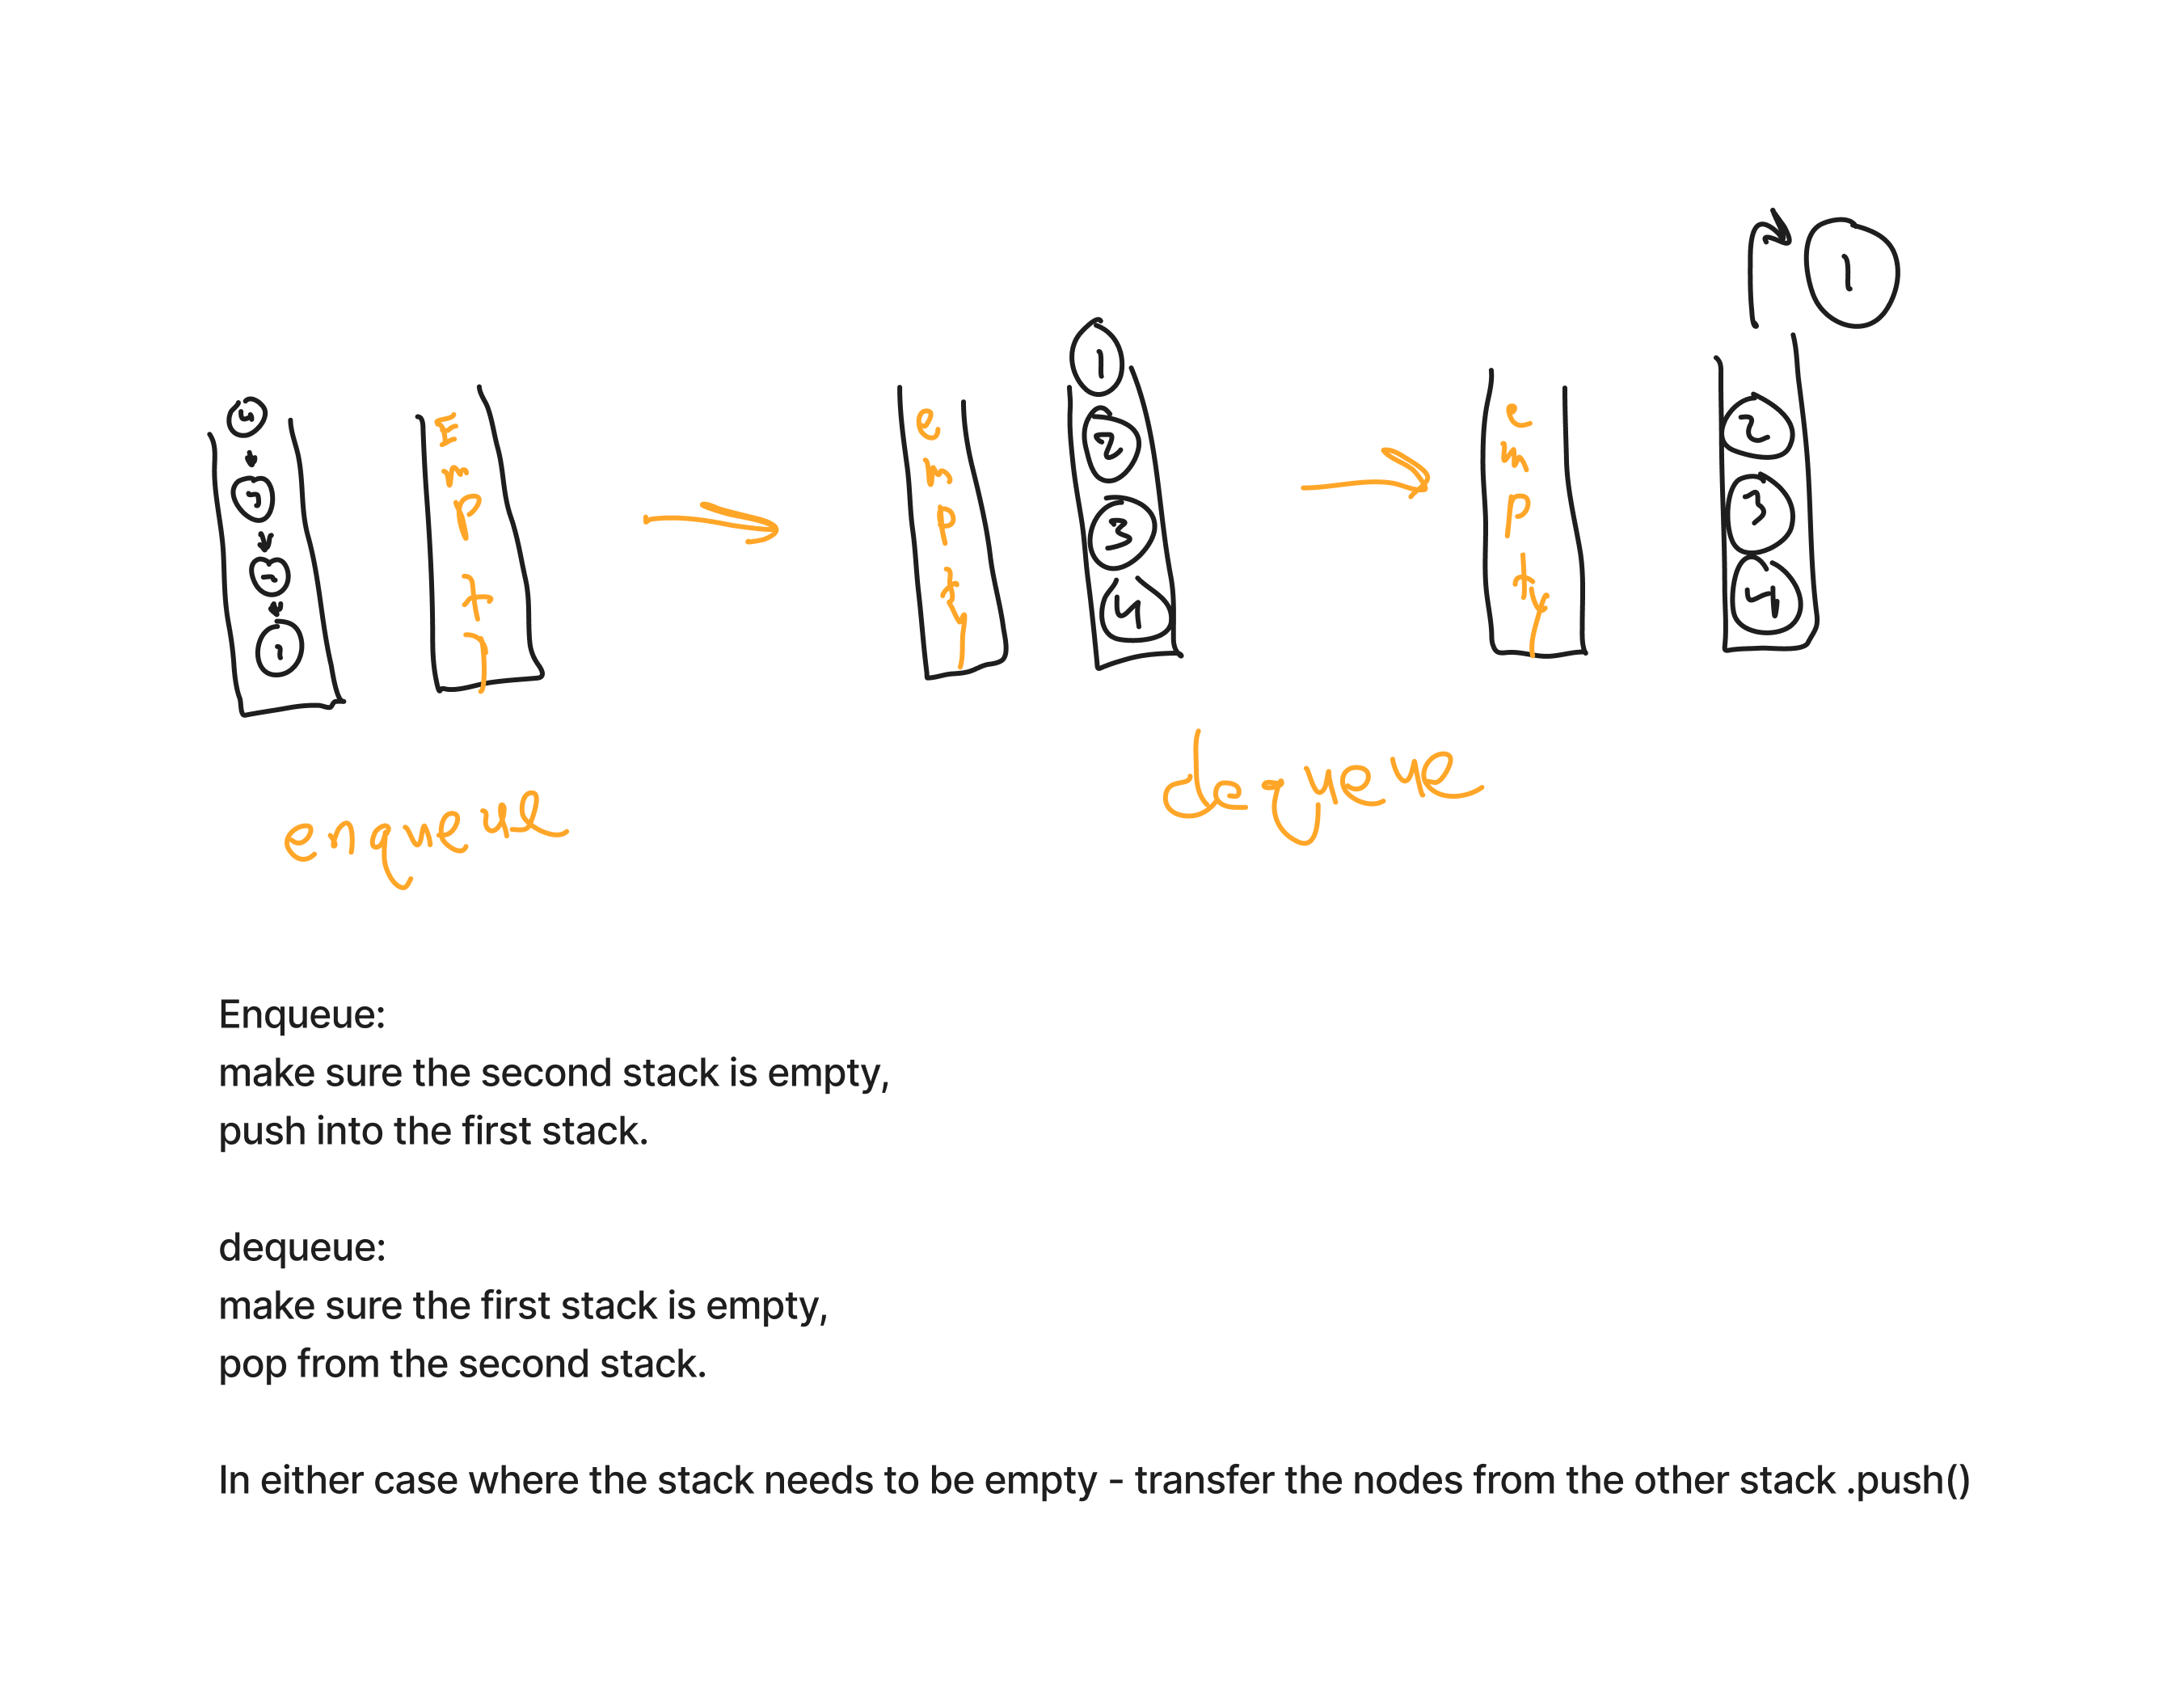 1
4
1
3
2
2
2
3
3
1
4
4
Empty
empty
empty
enqueue
dequeue
Enqueue:
make sure the second stack is empty,
push into the first stack.
dequeue:
make sure the first stack is empty,
pop from the second stack.
In either case where the stack needs to be empty - transfer the nodes from the other stack .push()